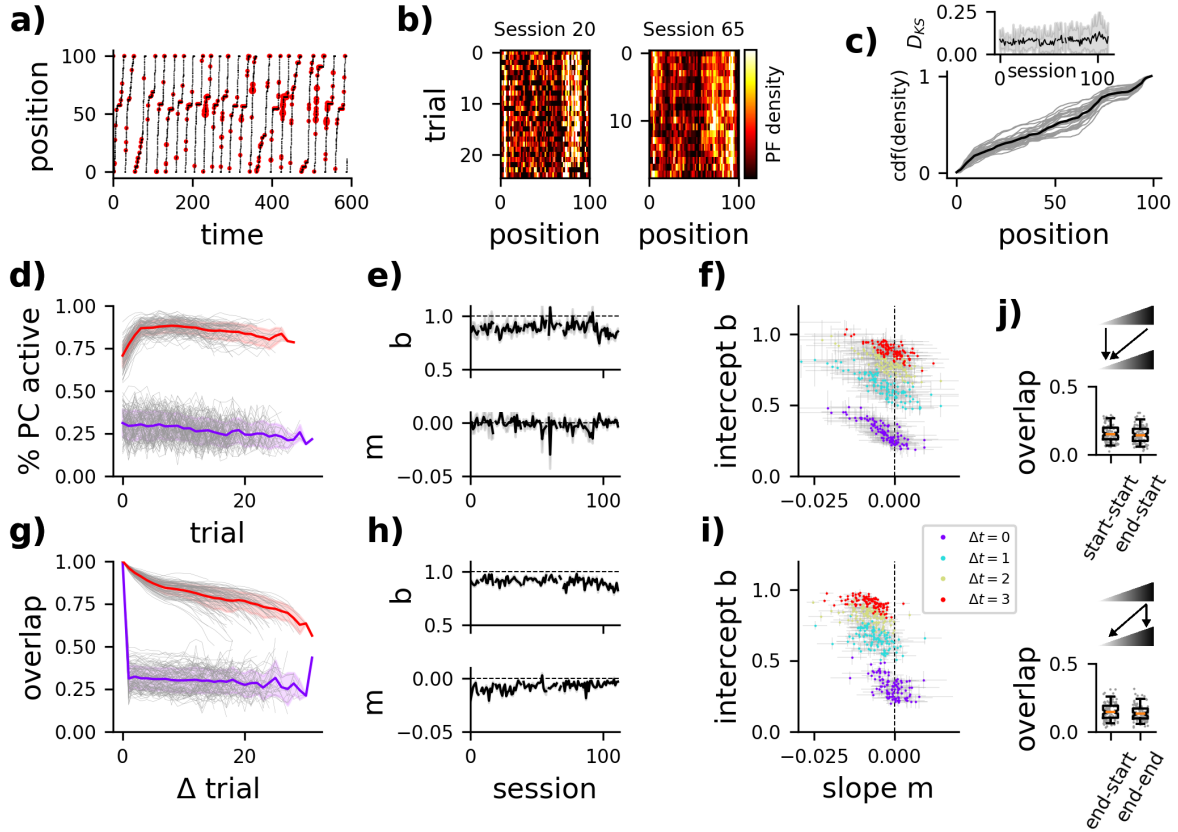 a)
position
100
50
0
0
200
400
600
time
b)
Session 20
Session 65
trial
0
10
20
0
100
position
0
10
0
100
position
PF density
c)
D_KS
0.25
0.00
0
100
session
cdf(density)
1
0
0
50
100
position
d)
% PC active
1.00
0.75
0.50
0.25
0.00
0
20
trial
e)
b
1.0
0.5
m
0.00
−0.05
0
100
f)
intercept b
1.0
0.5
0.0
−0.025
0.000
j)
overlap
0.5
0.0
start-start
end-start
g)
overlap
1.00
0.75
0.50
0.25
0.00
0
20
Δ trial
h)
b
1.0
0.5
m
0.00
−0.05
0
100
session
i)
Δt = 0
Δt = 1
Δt = 2
Δt = 3
intercept b
1.0
0.5
0.0
−0.025
0.000
slope m
overlap
0.5
0.0
end-start
end-end